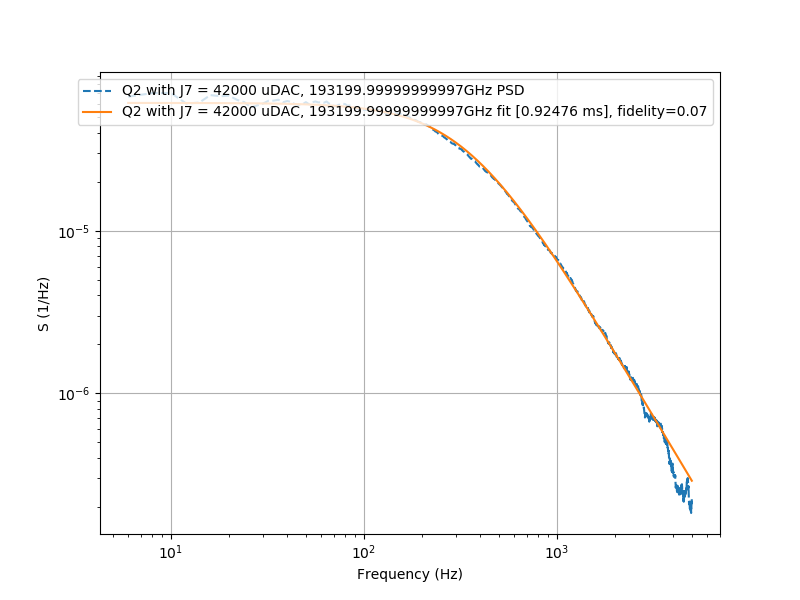 Q2 with J7 = 42000 uDAC, 193199.99999999997GHz PSD
Q2 with J7 = 42000 uDAC, 193199.99999999997GHz fit [0.92476 ms], fidelity=0.07
10⁻⁵
10⁻⁶
S (1/Hz)
10¹ 10² 10³
Frequency (Hz)